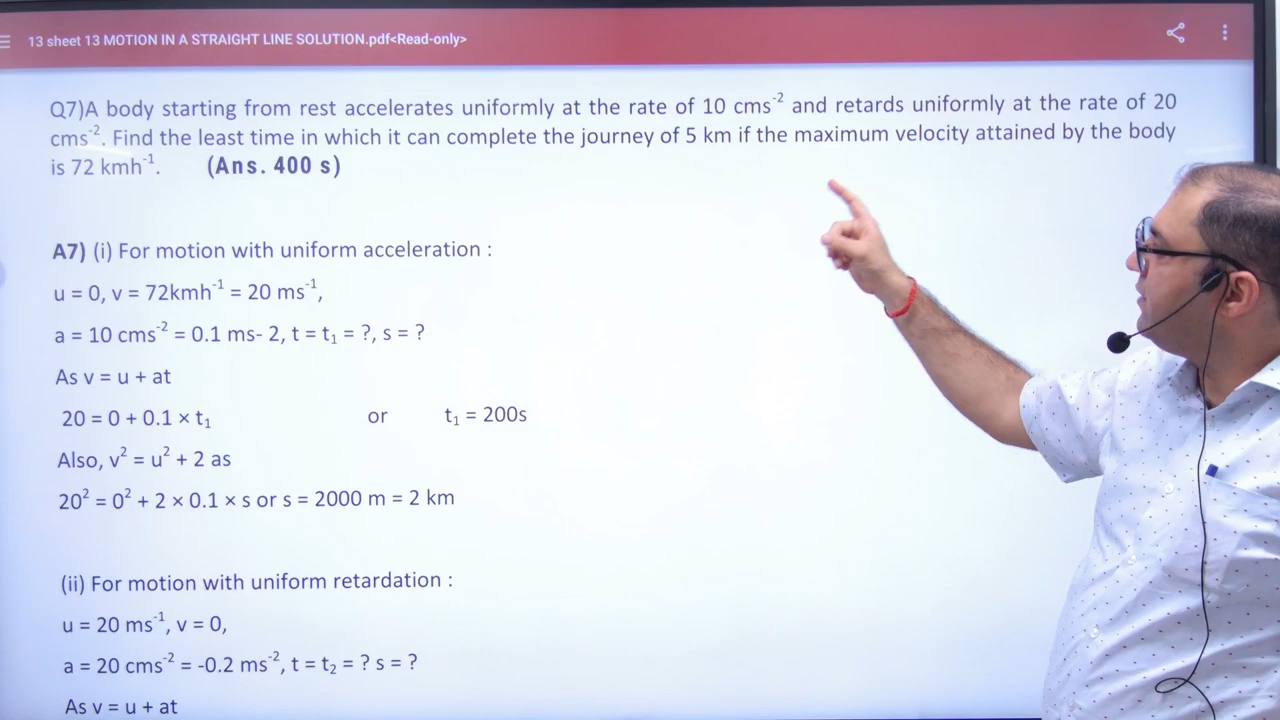 13 sheet 13 MOTION IN A STRAIGHT LINE SOLUTION.pdf<Read-only>
Q7)A body starting from rest accelerates uniformly at the rate of 10 cms⁻² and retards uniformly at the rate of 20
cms⁻². Find the least time in which it can complete the journey of 5 km if the maximum velocity attained by the body
is 72 kmh⁻¹. (Ans. 400 s)
A7) (i) For motion with uniform acceleration :
u = 0, v = 72kmh⁻¹ = 20 ms⁻¹,
a = 10 cms⁻² = 0.1 ms- 2, t = t₁ = ?, s = ?
As v = u + at
20 = 0 + 0.1 × t₁ or t₁ = 200s
Also, v² = u² + 2 as
20² = 0² + 2 × 0.1 × s or s = 2000 m = 2 km
(ii) For motion with uniform retardation :
u = 20 ms⁻¹, v = 0,
a = 20 cms⁻² = -0.2 ms⁻², t = t₂ = ? s = ?
As v = u + at